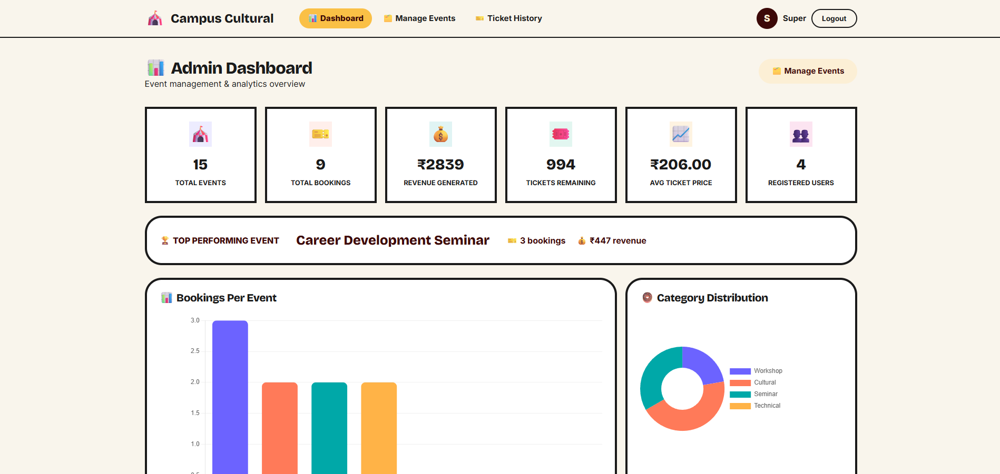 Campus Cultural
Dashboard
Manage Events
Ticket History
S
Super
Logout
Admin Dashboard
Event management & analytics overview
Manage Events
15
TOTAL EVENTS
9
TOTAL BOOKINGS
₹2839
REVENUE GENERATED
994
TICKETS REMAINING
₹206.00
AVG TICKET PRICE
4
REGISTERED USERS
TOP PERFORMING EVENT
Career Development Seminar
3 bookings
₹447 revenue
Bookings Per Event
3.0
2.5
2.0
1.5
1.0
Category Distribution
Workshop
Cultural
Seminar
Technical